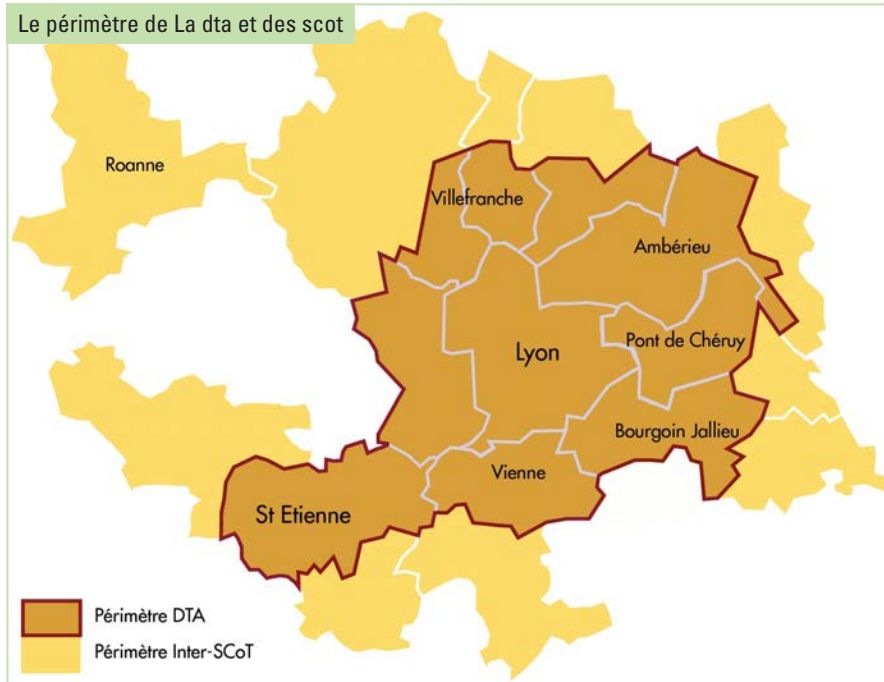 Le périmètre de La dta et des scot
Roanne
Villefranche
Ambérieu
Pont de Chéruy
Lyon
Bourgoin Jallieu
Vienne
St Etienne
Périmètre DTA
Périmètre Inter-SCoT